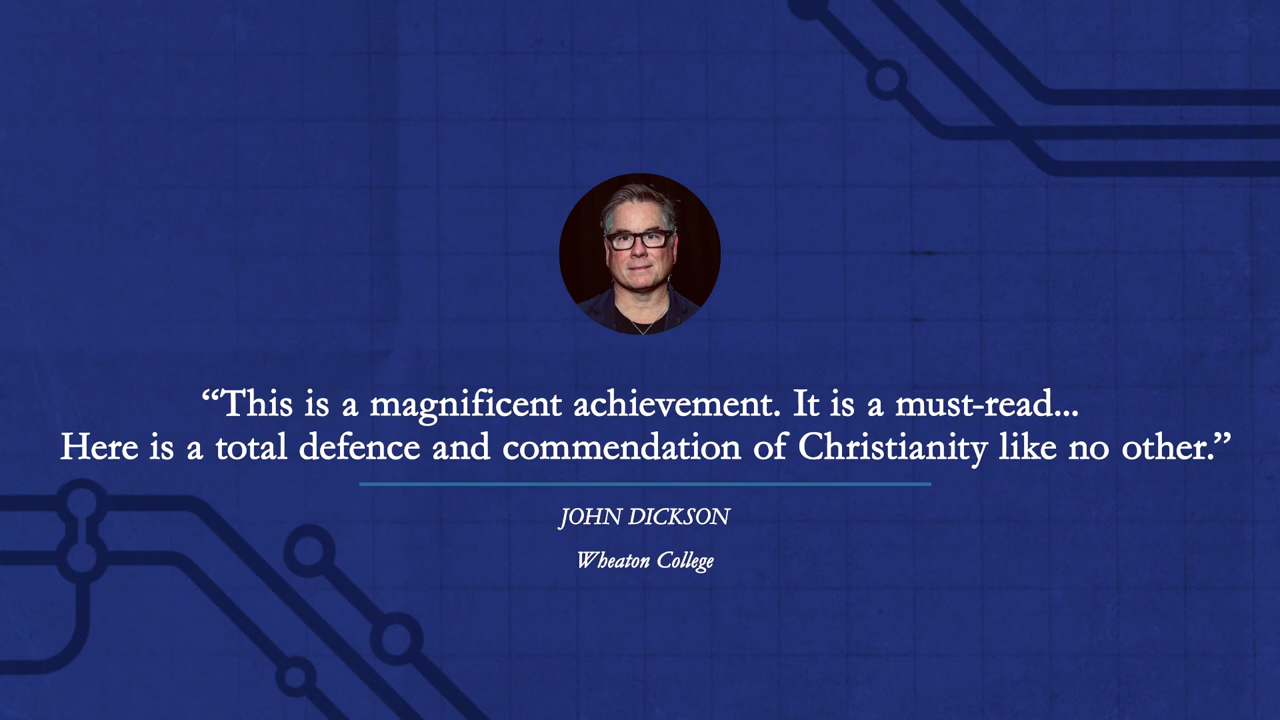 “This is a magnificent achievement. It is a must-read...
Here is a total defence and commendation of Christianity like no other.”
JOHN DICKSON
Wheaton College